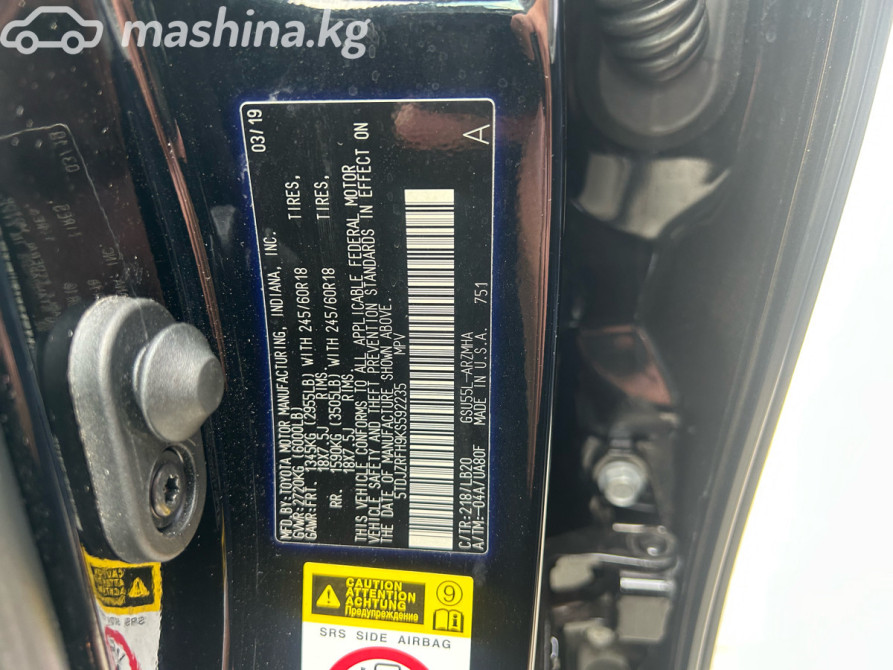 mashina.kg
MFD.BY:TOYOTA MOTOR MANUFACTURING, INDIANA, INC. 03/19
GVWR:2720KG(6000LB)
GAWR:FRT. 1345KG(2955LB) WITH 245/60R18 TIRES,
18X7.5J RIMS,
RR. 1590KG(3505LB) WITH 245/60R18 TIRES,
18X7.5J RIMS,
THIS VEHICLE CONFORMS TO ALL APPLICABLE FEDERAL MOTOR
VEHICLE SAFETY AND THEFT PREVENTION STANDARDS IN EFFECT ON
THE DATE OF MANUFACTURE SHOWN ABOVE.
5TDJZRFH9KS592235 MPV
C/TR:2187LB20 GSU55L-ARZMHA
A/TM:-04A/UA80F MADE IN U.S.A. 751
A
CAUTION
ATTENTION
ACHTUNG
Предупреждение
9
SRS SIDE AIRBAG